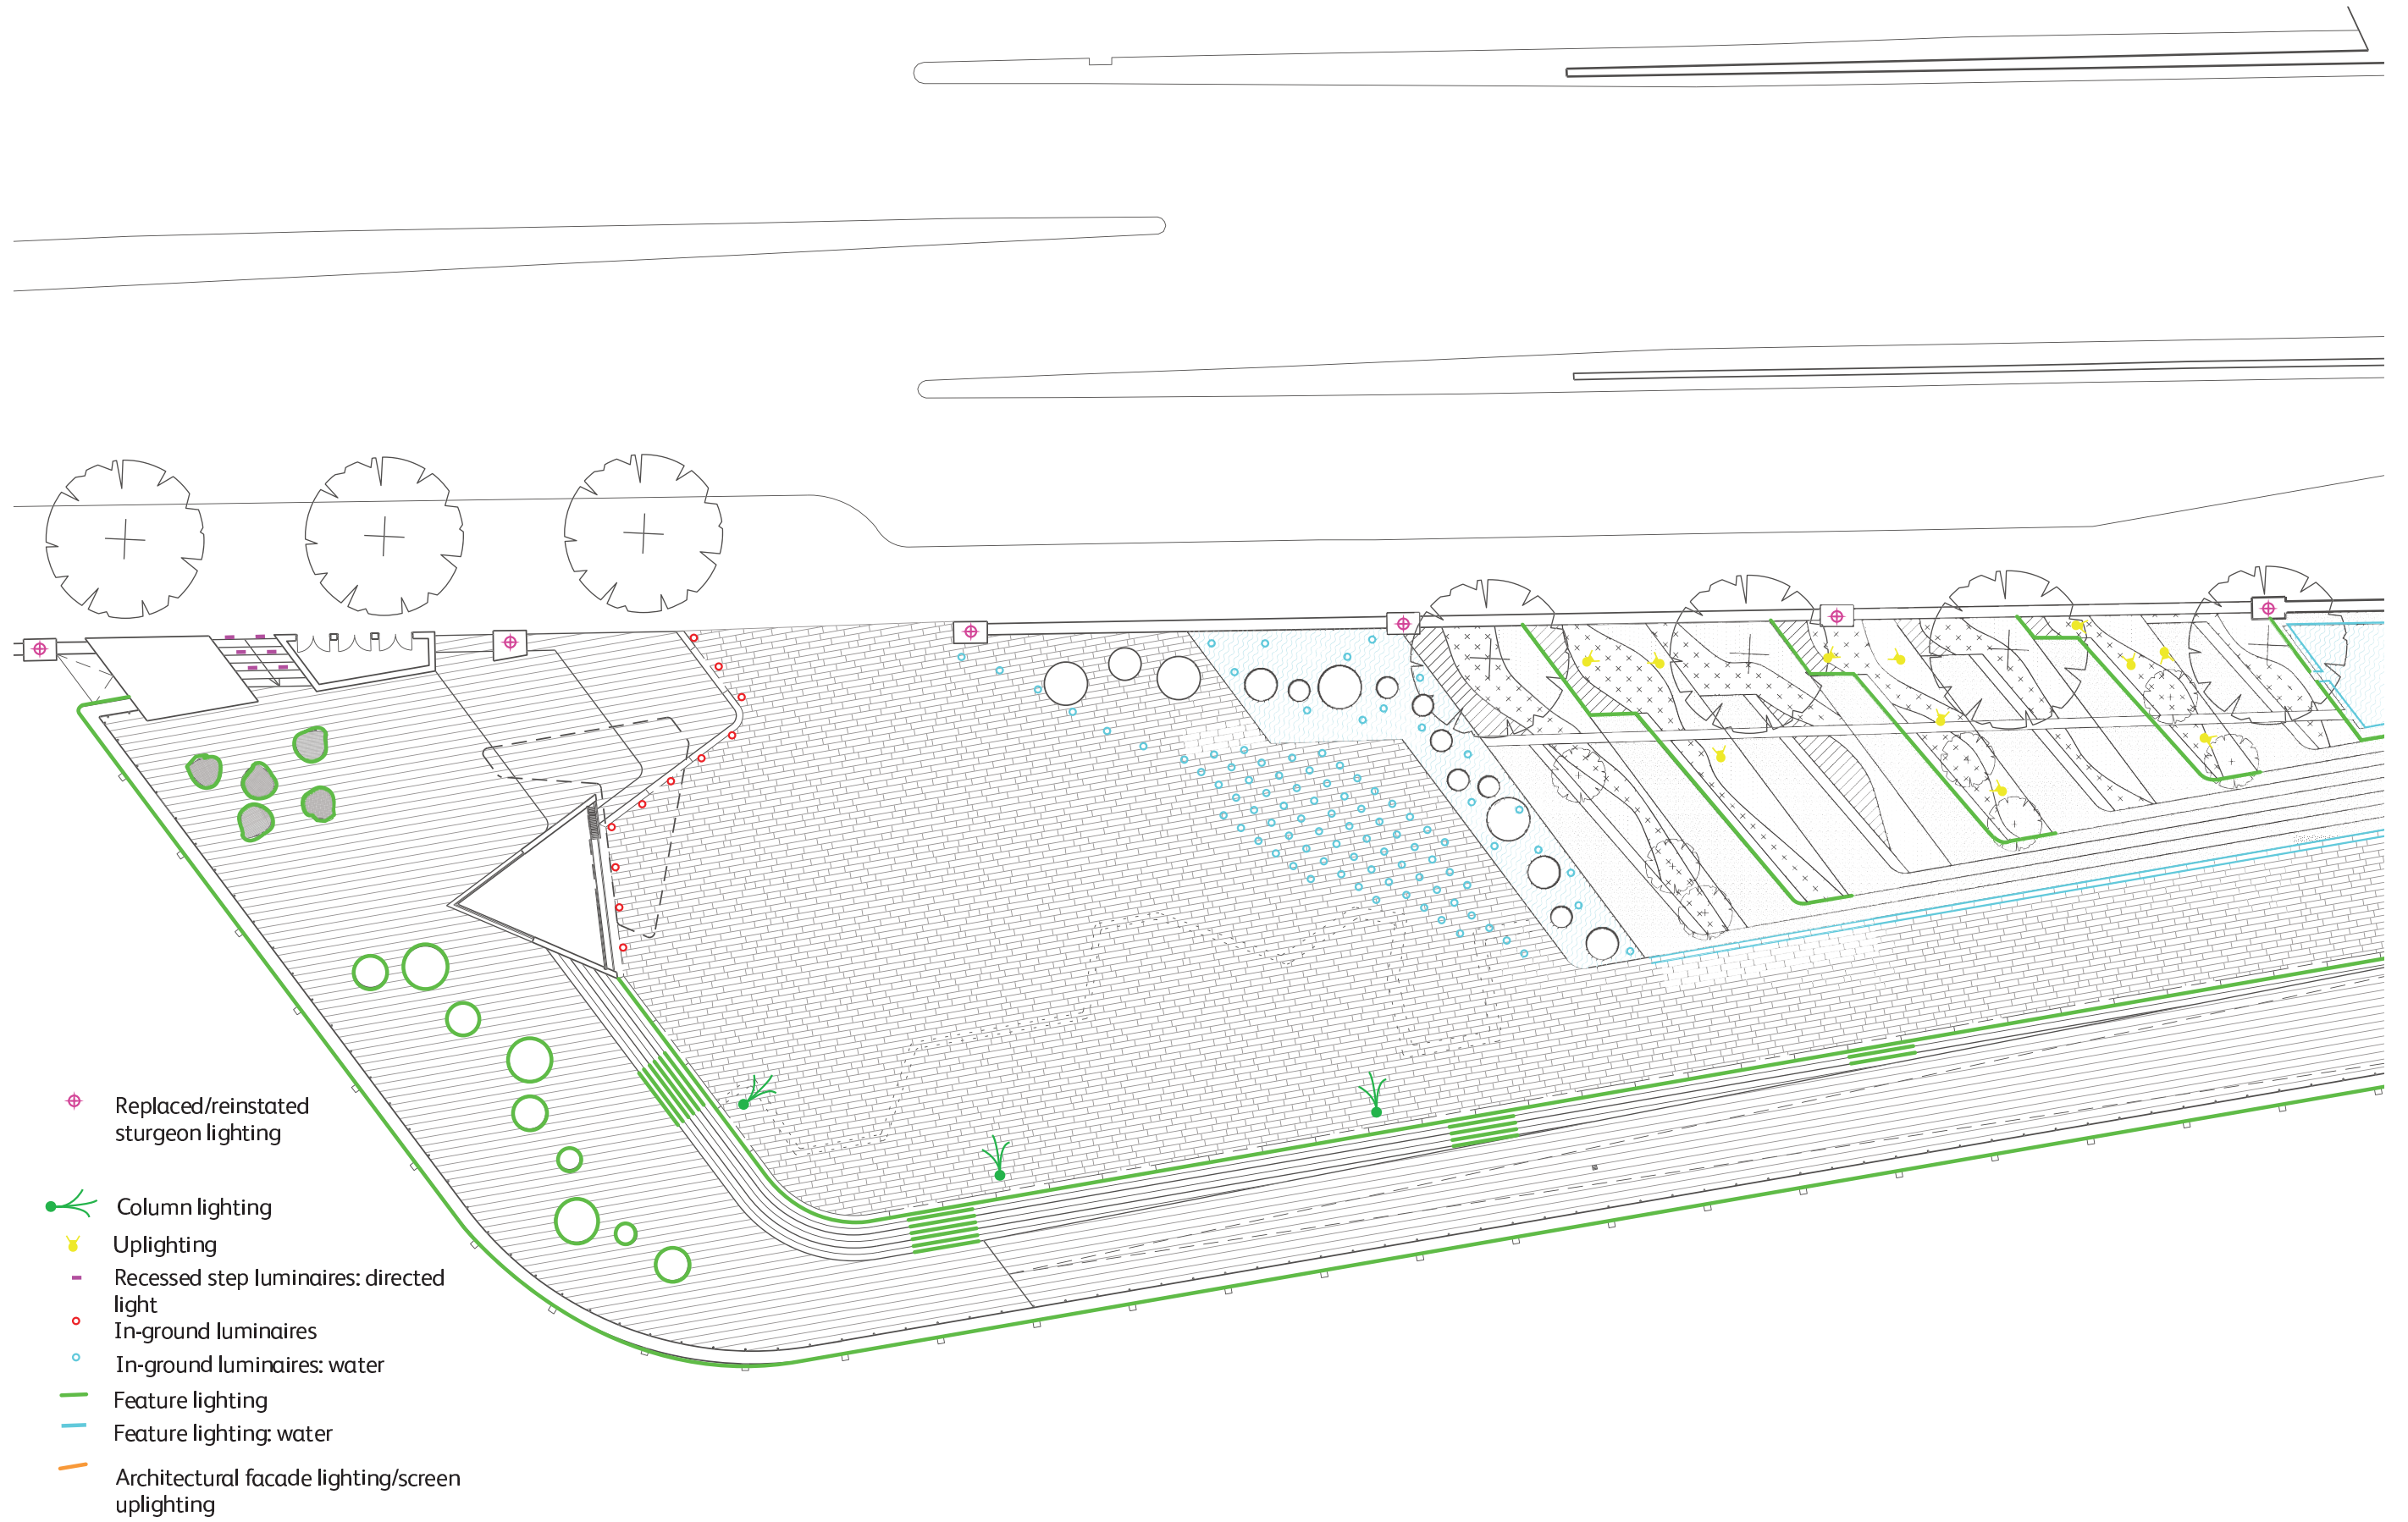 Replaced/reinstated
sturgeon lighting
Column lighting
Uplighting
Recessed step luminaires: directed
light
In-ground luminaires
In-ground luminaires: water
Feature lighting
Feature lighting: water
Architectural facade lighting/screen
uplighting